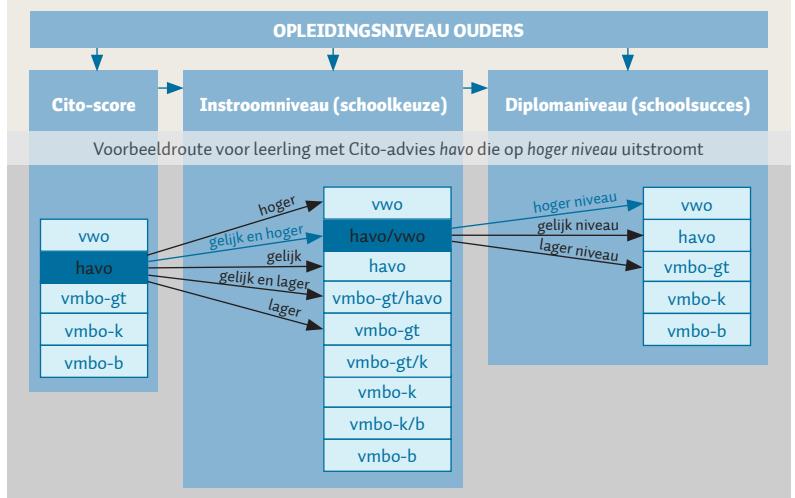 OPLEIDINGSNIVEAU OUDERS
Cito-score
Instroomniveau (schoolkeuze)
Diplomaniveau (schoolsucces)
Voorbeeldroute voor leerling met Cito-advies havo die op hoger niveau uitstroomt
vwo
havo
vmbo-gt
vmbo-k
vmbo-b
hoger
gelijk en hoger
gelijk
gelijk en lager
lager
vwo
havo/vwo
havo
vmbo-gt/havo
vmbo-gt
vmbo-gt/k
vmbo-k
vmbo-k/b
vmbo-b
hoger niveau
gelijk niveau
lager niveau
vwo
havo
vmbo-gt
vmbo-k
vmbo-b